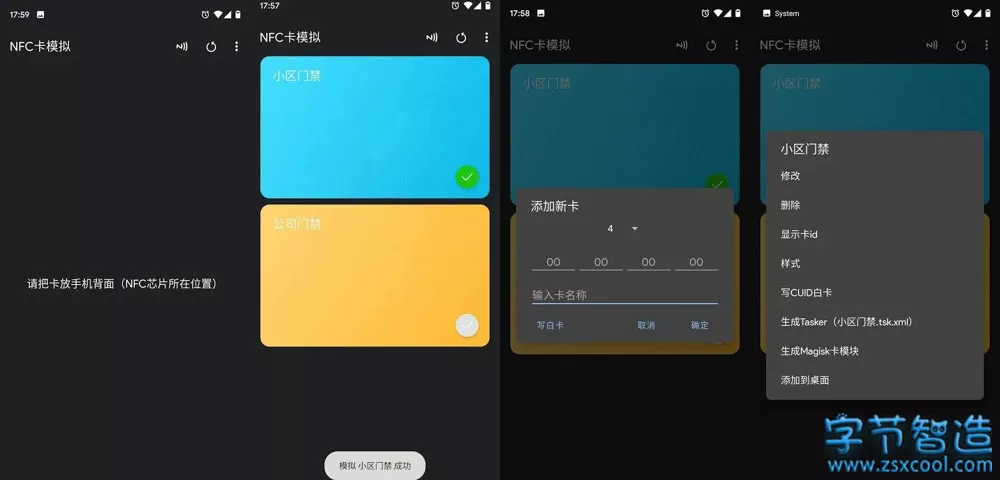 17:59
NFC卡模拟
请把卡放手机背面（NFC芯片所在位置）
17:57
NFC卡模拟
小区门禁
公司门禁
模拟 小区门禁 成功
17:58
NFC卡模拟
小区门禁
添加新卡
4
00 00 00 00
输入卡名称
写白卡 取消 确定
System
NFC卡模拟
小区门禁
小区门禁
修改
删除
显示卡id
样式
写CUID白卡
生成Tasker（小区门禁.tsk.xml）
生成Magisk卡模块
添加到桌面
字节智造
www.zsxcool.com